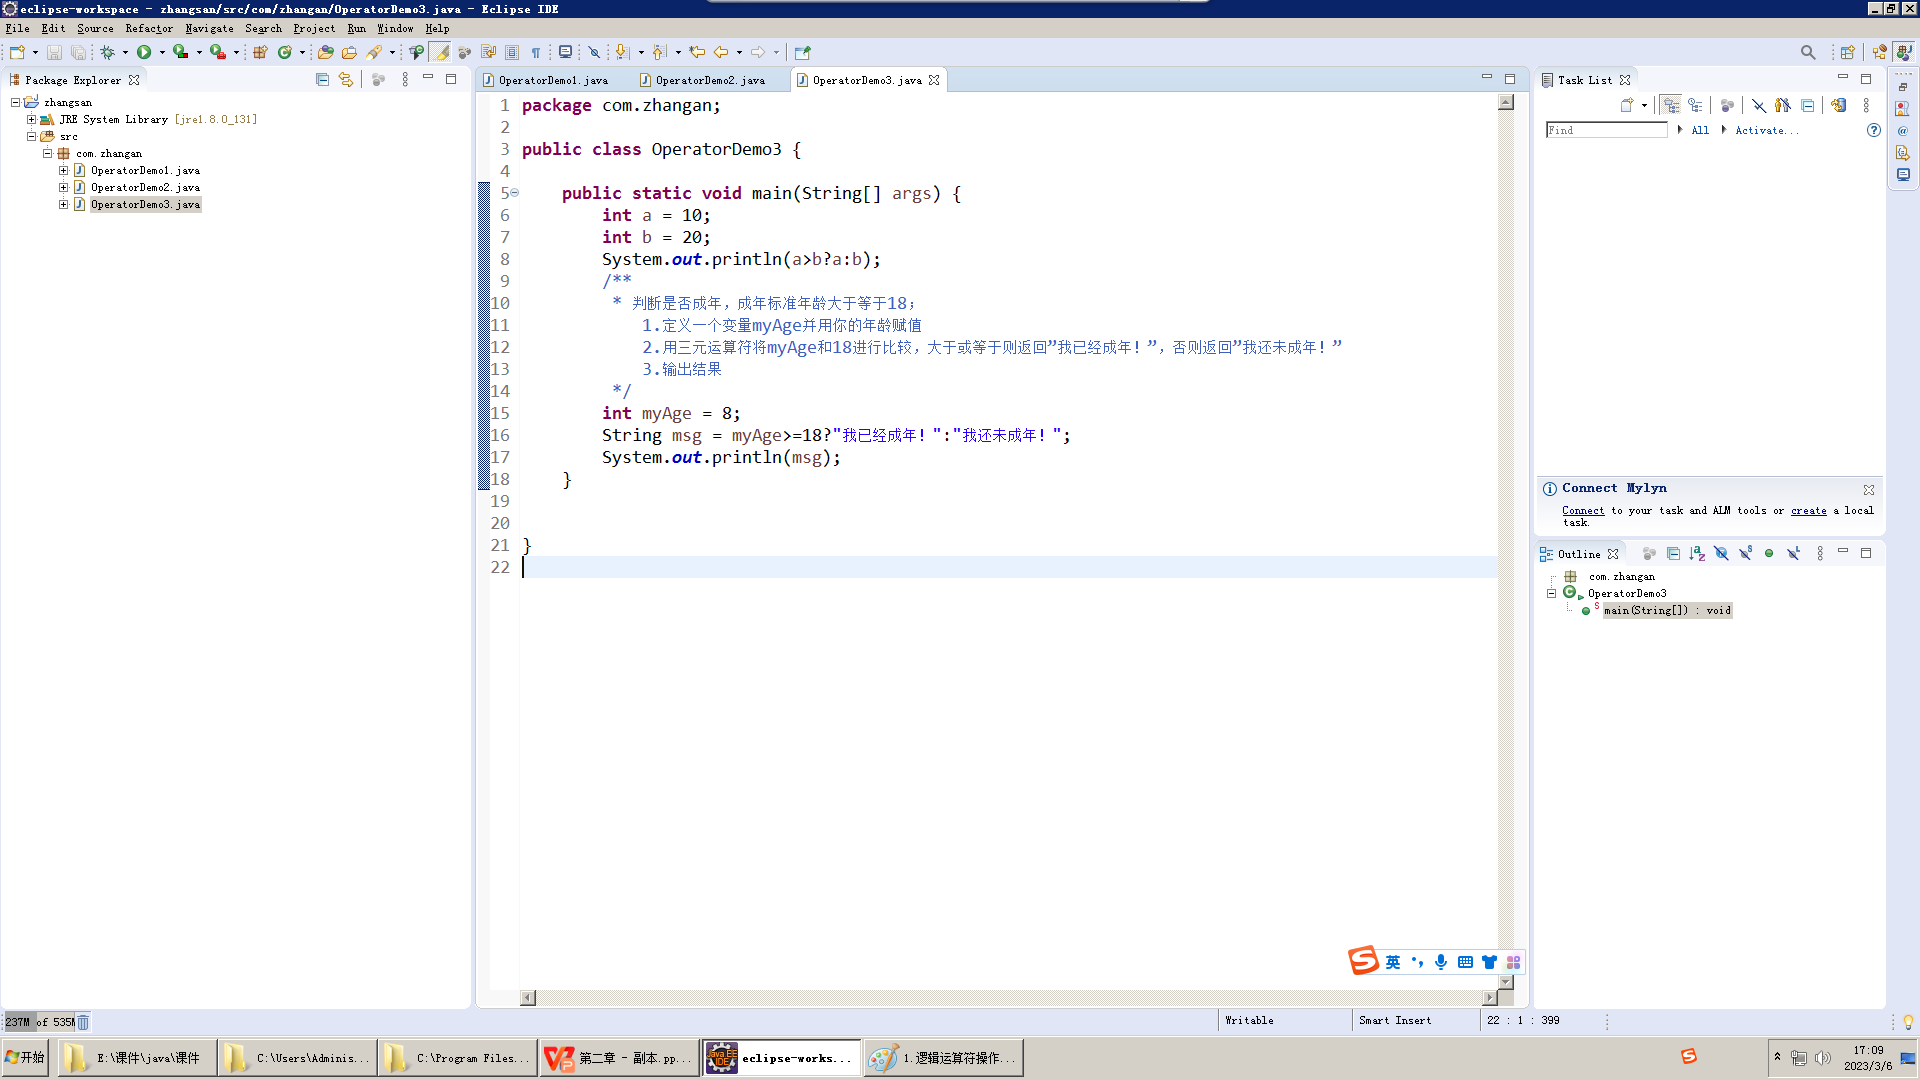 eclipse-workspace - zhangsan/src/com/zhangan/OperatorDemo3.java - Eclipse IDE
File Edit Source Refactor Navigate Search Project Run Window Help
Package Explorer
zhangsan
JRE System Library [jre1.8.0_131]
src
com.zhangan
OperatorDemo1.java
OperatorDemo2.java
OperatorDemo3.java
OperatorDemo1.java OperatorDemo2.java OperatorDemo3.java
1 package com.zhangan;
2
3 public class OperatorDemo3 {
4
5 public static void main(String[] args) {
6 int a = 10;
7 int b = 20;
8 System.out.println(a>b?a:b);
9 /**
10 * 判断是否成年，成年标准年龄大于等于18；
11 1.定义一个变量myAge并用你的年龄赋值
12 2.用三元运算符将myAge和18进行比较，大于或等于则返回”我已经成年！”，否则返回”我还未成年！”
13 3.输出结果
14 */
15 int myAge = 8;
16 String msg = myAge>=18?"我已经成年！":"我还未成年！";
17 System.out.println(msg);
18 }
19
20
21 }
22
Task List
Find All Activate...
Connect Mylyn
Connect to your task and ALM tools or create a local
task.
Outline
com.zhangan
OperatorDemo3
main(String[]) : void
英
237M of 535M
Writable Smart Insert 22 : 1 : 399
开始 E:\课件\java\课件 C:\Users\Adminis... C:\Program Files... 第二章 - 副本.pp... eclipse-works... 1.逻辑运算符操作...
17:09
2023/3/6